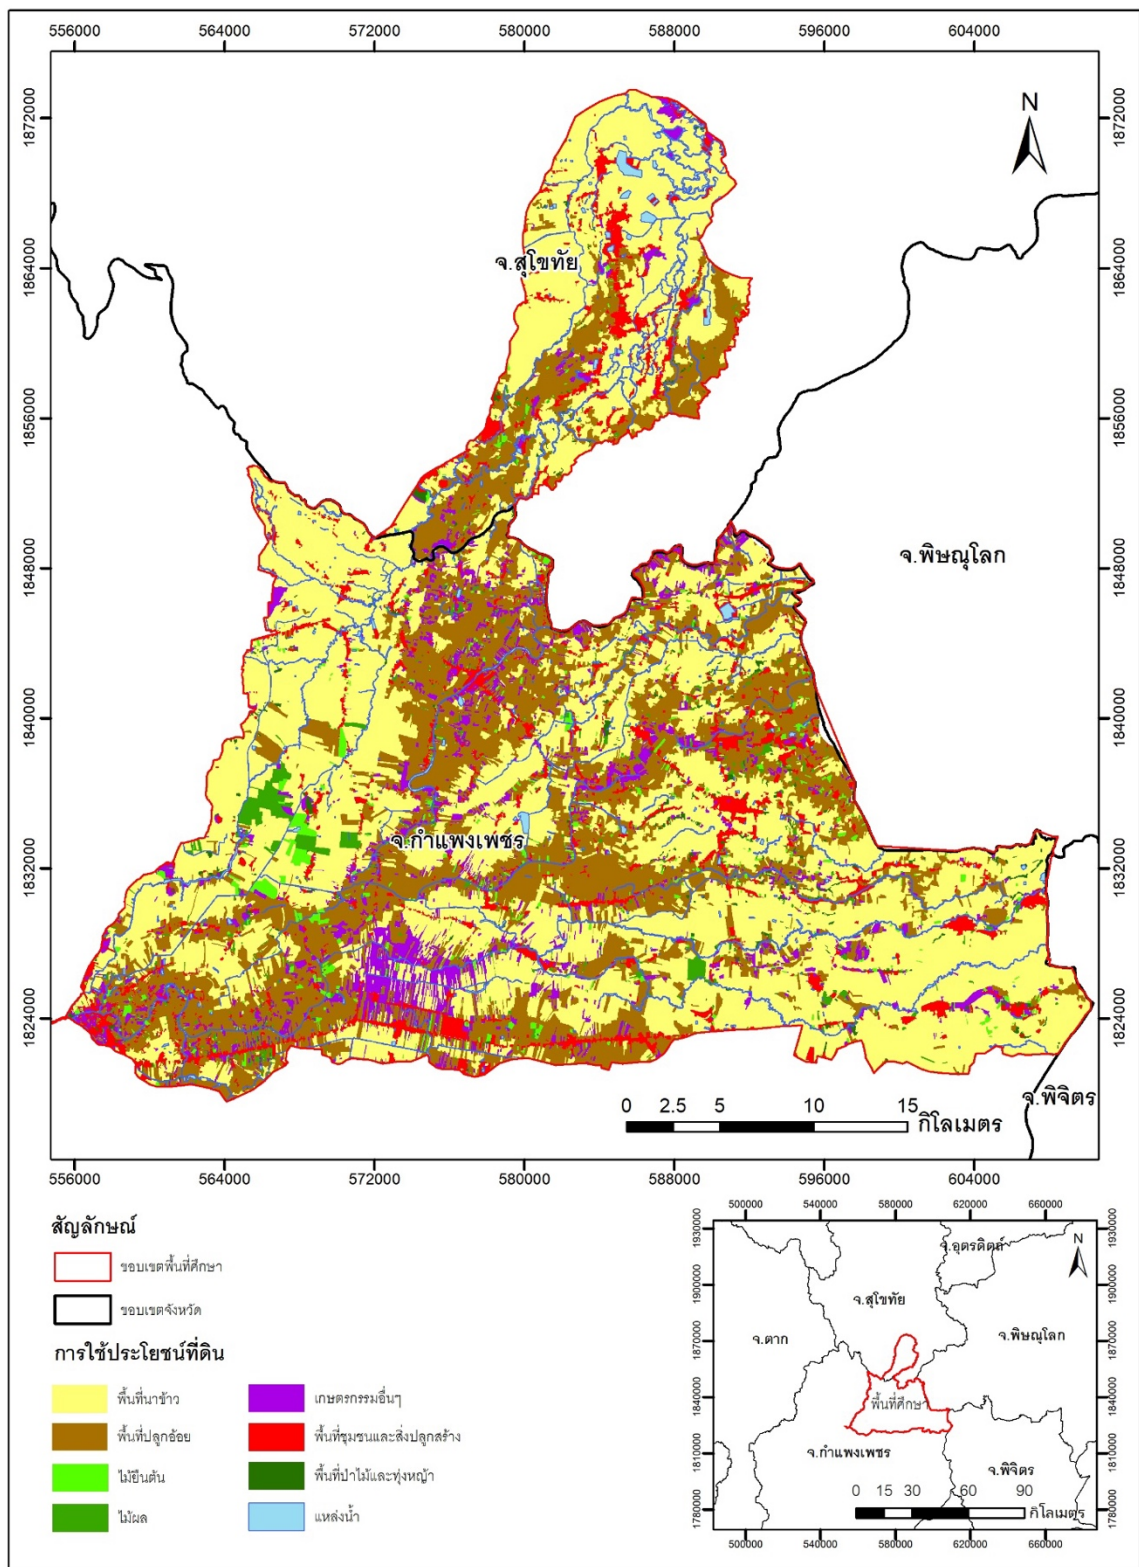 556000 564000 572000 580000 588000 596000 604000
1872000 1872000
N
1864000 จ.สุโขทัย 1864000
1856000 1856000
1848000 จ.พิษณุโลก 1848000
1840000 1840000
1832000 จ.กำแพงเพชร 1832000
1824000 1824000
จ.พิจิตร
0 2.5 5 10 15 กิโลเมตร
556000 564000 572000 580000 588000 596000 604000
สัญลักษณ์
ขอบเขตพื้นที่ศึกษา
ขอบเขตจังหวัด
การใช้ประโยชน์ที่ดิน
พื้นที่นาข้าว
พื้นที่ปลูกอ้อย
ไม้ยืนต้น
ไม้ผล
เกษตรกรรมอื่นๆ
พื้นที่ชุมชนและสิ่งปลูกสร้าง
พื้นที่ป่าไม้และทุ่งหญ้า
แหล่งน้ำ
500000 540000 580000 620000 660000
1930000 1930000
จ.อุตรดิตถ์
N
1900000 1900000
จ.สุโขทัย
1870000 จ.ตาก จ.พิษณุโลก 1870000
1840000 พื้นที่ศึกษา 1840000
1810000 จ.กำแพงเพชร 1810000
จ.พิจิตร
0 15 30 60 90
กิโลเมตร
1780000 1780000
500000 540000 580000 620000 660000